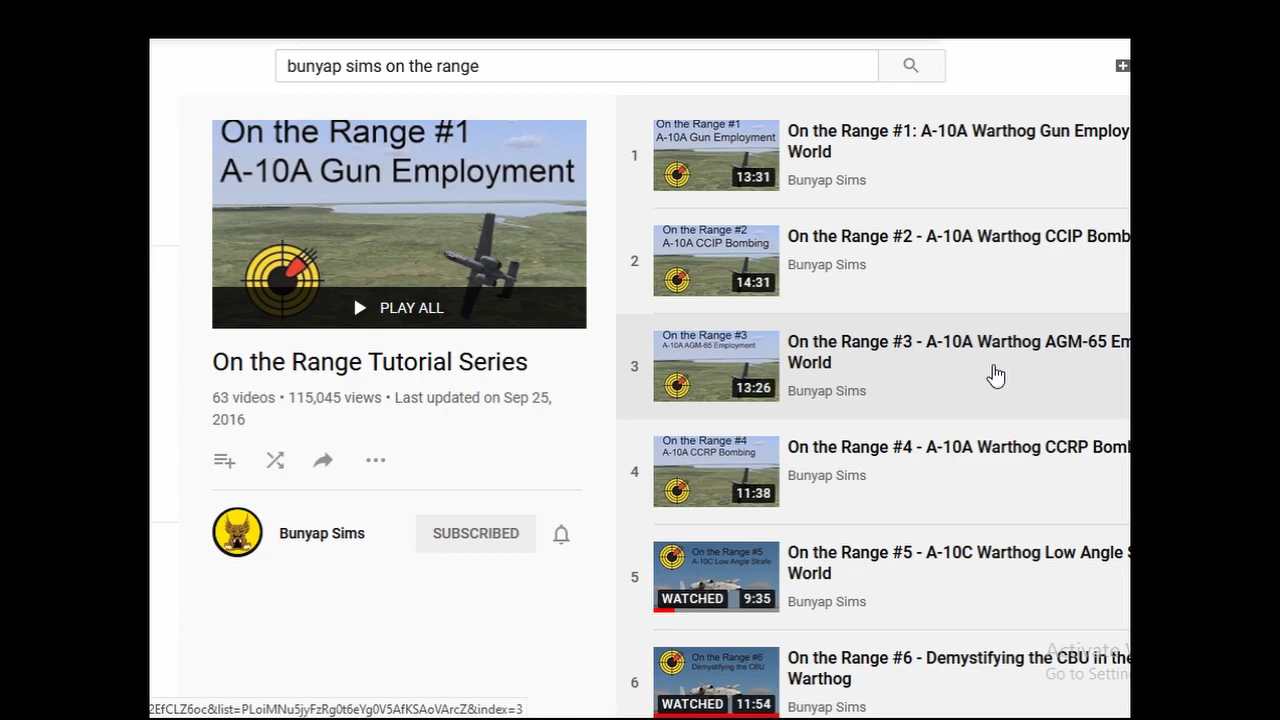 bunyap sims on the range
On the Range #1
A-10A Gun Employment
PLAY ALL
On the Range Tutorial Series
63 videos • 115,045 views • Last updated on Sep 25,
2016
Bunyap Sims
SUBSCRIBED
1
On the Range #1
A-10A Gun Employment
13:31
On the Range #1: A-10A Warthog Gun Employ
World
Bunyap Sims
2
On the Range #2
A-10A CCIP Bombing
14:31
On the Range #2 - A-10A Warthog CCIP Bomb
Bunyap Sims
3
On the Range #3
A-10A AGM-65 Employment
13:26
On the Range #3 - A-10A Warthog AGM-65 Em
World
Bunyap Sims
4
On the Range #4
A-10A CCRP Bombing
11:38
On the Range #4 - A-10A Warthog CCRP Bomb
Bunyap Sims
5
On the Range #5
A-10C Low Angle Strafe
WATCHED 9:35
On the Range #5 - A-10C Warthog Low Angle S
World
Bunyap Sims
6
On the Range #6
Demystifying the CBU
WATCHED 11:54
On the Range #6 - Demystifying the CBU in the
Warthog
Bunyap Sims
Activate
Go to Settin
2EfCLZ6oc&list=PLoiMNu5jyFzRg0t6eYg0V5AfKSAoVArcZ&index=3